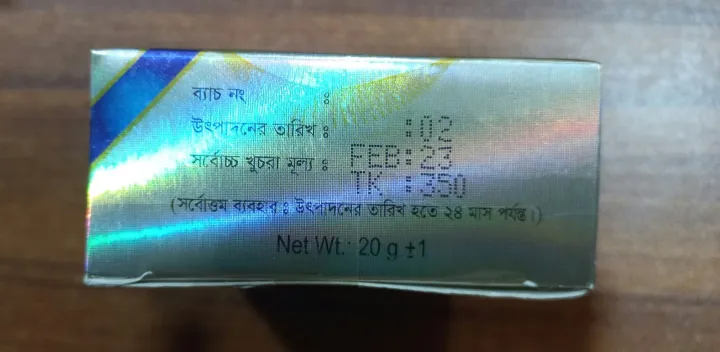 ব্যাচ নং :
উৎপাদনের তারিখ : :02
সর্বোচ্চ খুচরা মূল্য : FEB:23
TK :350
(সর্বোত্তম ব্যবহার : উৎপাদনের তারিখ হতে ২৪ মাস পর্যন্ত।)
Net Wt.: 20 g ±1